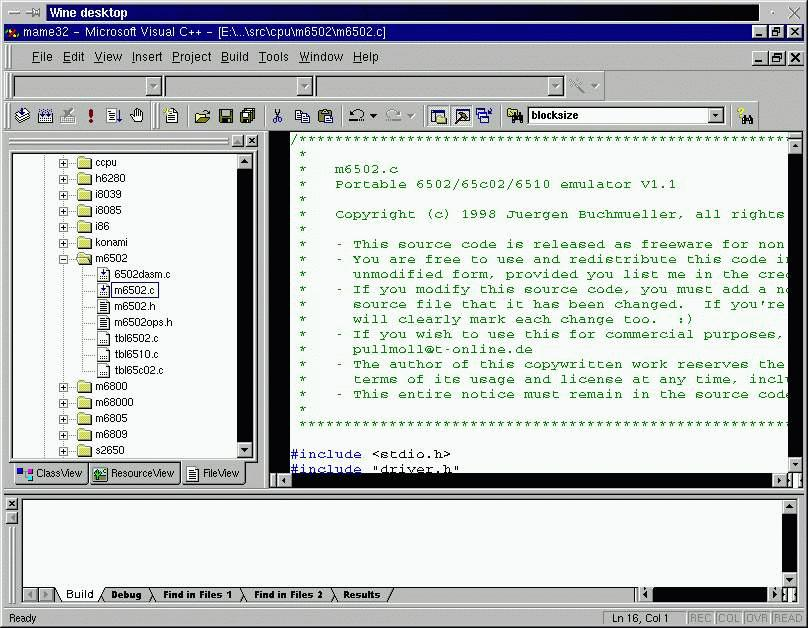 Wine desktop
mame32 - Microsoft Visual C++ - [E:\...\src\cpu\m6502\m6502.c]
File Edit View Insert Project Build Tools Window Help
blocksize
ccpu
h6280
i8039
i8085
i86
konami
m6502
6502dasm.c
m6502.c
m6502.h
m6502ops.h
tbl6502.c
tbl6510.c
tbl65c02.c
m6800
m68000
m6805
m6809
s2650
ClassView ResourceView FileView
/*******************************************************
*
* m6502.c
* Portable 6502/65c02/6510 emulator V1.1
*
* Copyright (c) 1998 Juergen Buchmueller, all rights
*
* - This source code is released as freeware for non
* - You are free to use and redistribute this code in
* unmodified form, provided you list me in the cre
* - If you modify this source code, you must add a no
* source file that it has been changed. If you're
* will clearly mark each change too. :)
* - If you wish to use this for commercial purposes,
* pullmoll@t-online.de
* - The author of this copywritten work reserves the
* terms of its usage and license at any time, incl
* - This entire notice must remain in the source code
*
*******************************************************
#include <stdio.h>
#include "driver.h"
Build Debug Find in Files 1 Find in Files 2 Results
Ready
Ln 16, Col 1 REC COL OVR READ